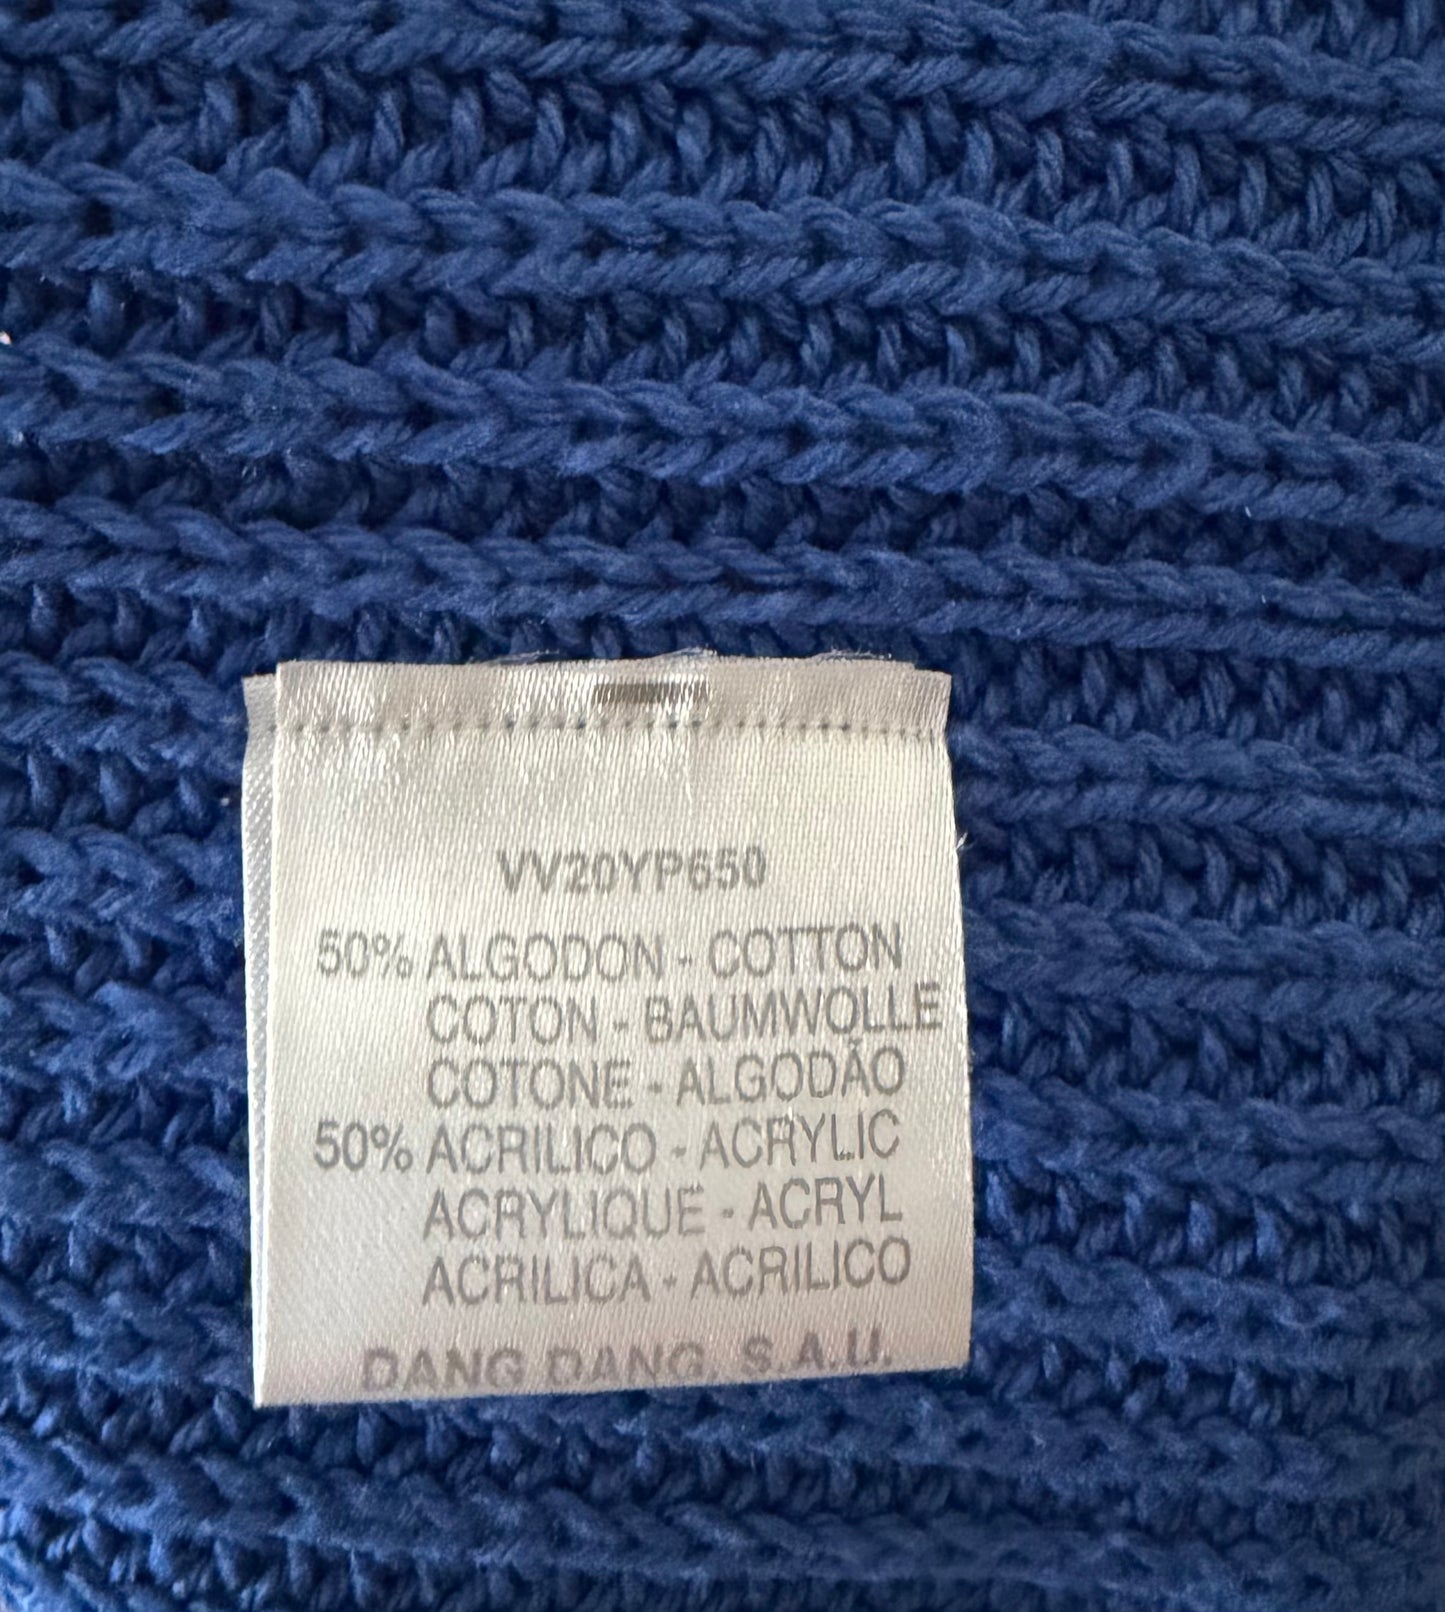 VV20YP650
50% ALGODON - COTTON
COTON - BAUMWOLLE
COTONE - ALGODÃO
50% ACRILICO - ACRYLIC
ACRYLIQUE - ACRYL
ACRILICA - ACRILICO
DANG DANG S.A.U.